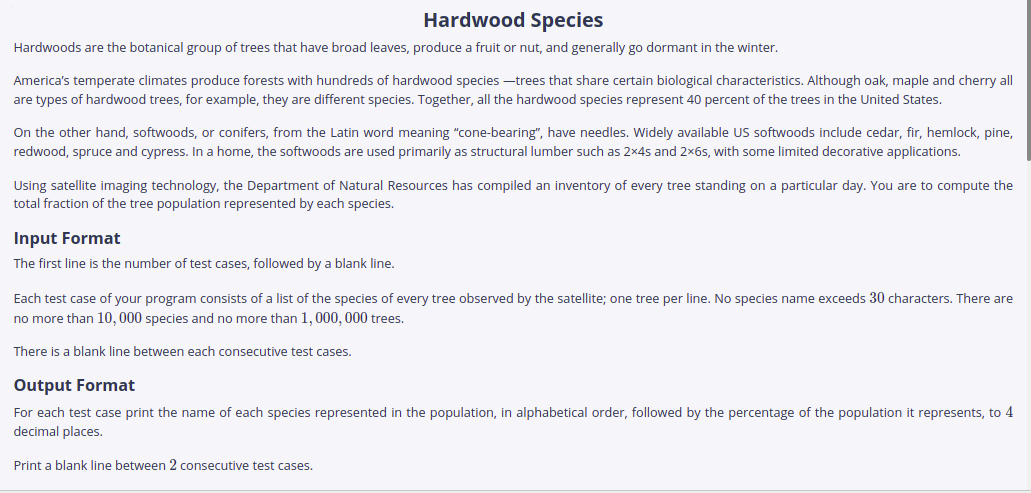 Hardwood Species
Hardwoods are the botanical group of trees that have broad leaves, produce a fruit or nut, and generally go dormant in the winter.
America's temperate climates produce forests with hundreds of hardwood species —trees that share certain biological characteristics. Although oak, maple and cherry all
are types of hardwood trees, for example, they are different species. Together, all the hardwood species represent 40 percent of the trees in the United States.
On the other hand, softwoods, or conifers, from the Latin word meaning “cone-bearing”, have needles. Widely available US softwoods include cedar, fir, hemlock, pine,
redwood, spruce and cypress. In a home, the softwoods are used primarily as structural lumber such as 2×4s and 2×6s, with some limited decorative applications.
Using satellite imaging technology, the Department of Natural Resources has compiled an inventory of every tree standing on a particular day. You are to compute the
total fraction of the tree population represented by each species.
Input Format
The first line is the number of test cases, followed by a blank line.
Each test case of your program consists of a list of the species of every tree observed by the satellite; one tree per line. No species name exceeds 30 characters. There are
no more than 10,000 species and no more than 1,000,000 trees.
There is a blank line between each consecutive test cases.
Output Format
For each test case print the name of each species represented in the population, in alphabetical order, followed by the percentage of the population it represents, to 4
decimal places.
Print a blank line between 2 consecutive test cases.